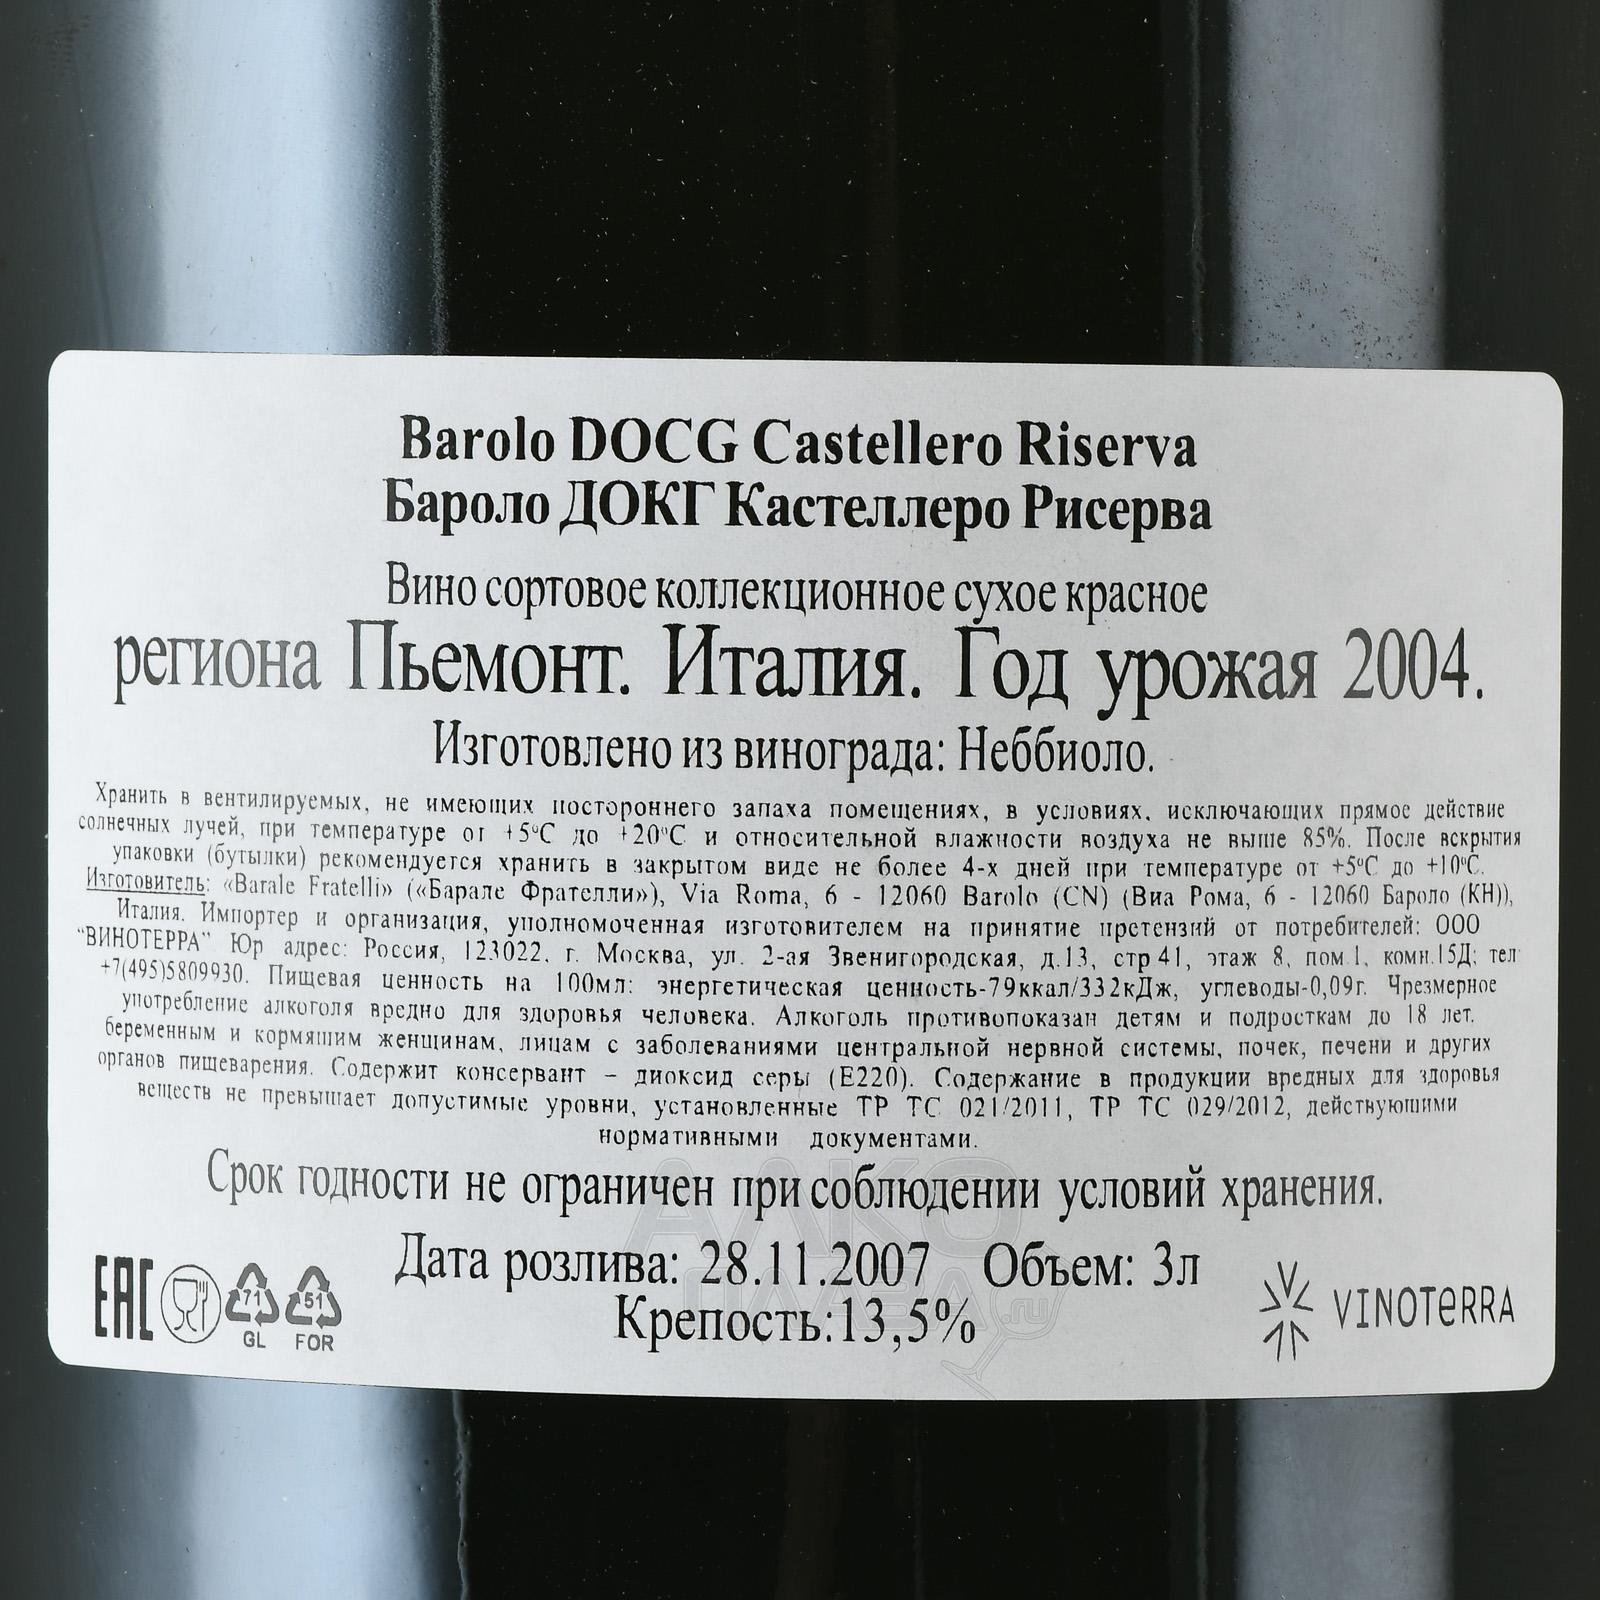 Barolo DOCG Castellero Riserva
Бароло ДОКГ Кастеллеро Рисерва
Вино сортовое коллекционное сухое красное
региона Пьемонт. Италия. Год урожая 2004.
Изготовлено из винограда: Неббиоло.
Хранить в вентилируемых, не имеющих постороннего запаха помещениях, в условиях, исключающих прямое действие
солнечных лучей, при температуре от +5ºС до +20ºС и относительной влажности воздуха не выше 85%. После вскрытия
упаковки (бутылки) рекомендуется хранить в закрытом виде не более 4-х дней при температуре от +5ºС до +10ºС.
Изготовитель: «Barale Fratelli» («Барале Фрателли»), Via Roma, 6 - 12060 Barolo (CN) (Виа Рома, 6 - 12060 Бароло (КН)),
Италия. Импортер и организация, уполномоченная изготовителем на принятие претензий от потребителей: ООО
"ВИНОТЕРРА" Юр адрес: Россия, 123022, г. Москва, ул. 2-ая Звенигородская, д.13, стр 41, этаж 8, пом 1, комн.15Д; тел
+7(495)5809930. Пищевая ценность на 100мл: энергетическая ценность-79ккал/332кДж, углеводы-0,09г. Чрезмерное
употребление алкоголя вредно для здоровья человека. Алкоголь противопоказан детям и подросткам до 18 лет,
беременным и кормящим женщинам, лицам с заболеваниями центральной нервной системы, почек, печени и других
органов пищеварения. Содержит консервант – диоксид серы (Е220). Содержание в продукции вредных для здоровья
веществ не превышает допустимые уровни, установленные ТР ТС 021/2011, ТР ТС 029/2012, действующими
нормативными документами.
Срок годности не ограничен при соблюдении условий хранения.
Дата розлива: 28.11.2007 Объем: 3л
Крепость:13,5%
EAC
71
GL
51
FOR
VINOTeRRA
АЛКО
ПЛАЗА.ru